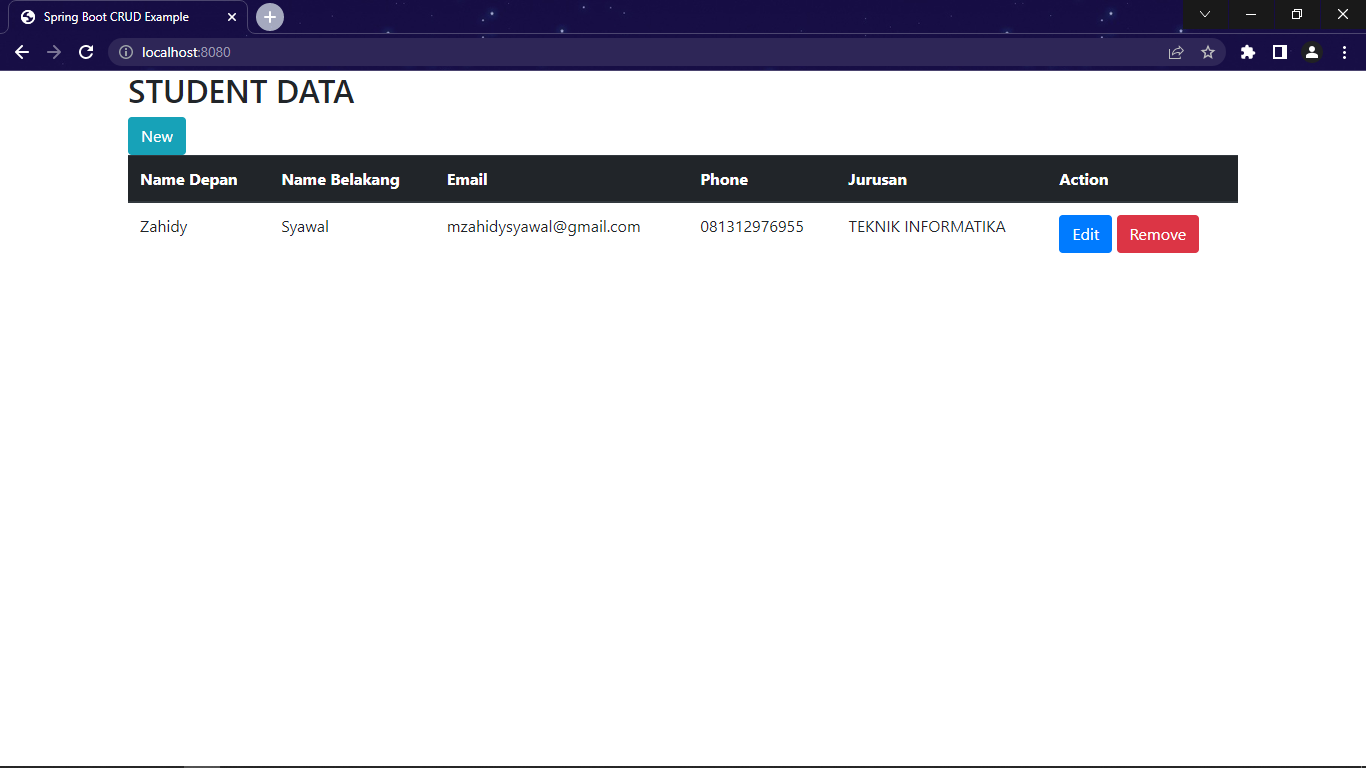 Spring Boot CRUD Example
localhost:8080
STUDENT DATA
New
Name Depan Name Belakang Email Phone Jurusan Action
Zahidy Syawal mzahidysyawal@gmail.com 081312976955 TEKNIK INFORMATIKA Edit Remove